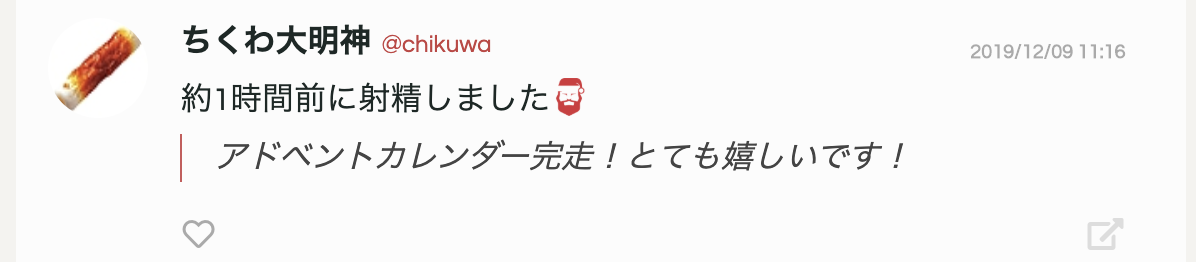 ちくわ大明神 @chikuwa
2019/12/09 11:16
約1時間前に射精しました🎅
アドベントカレンダー完走！とても嬉しいです！